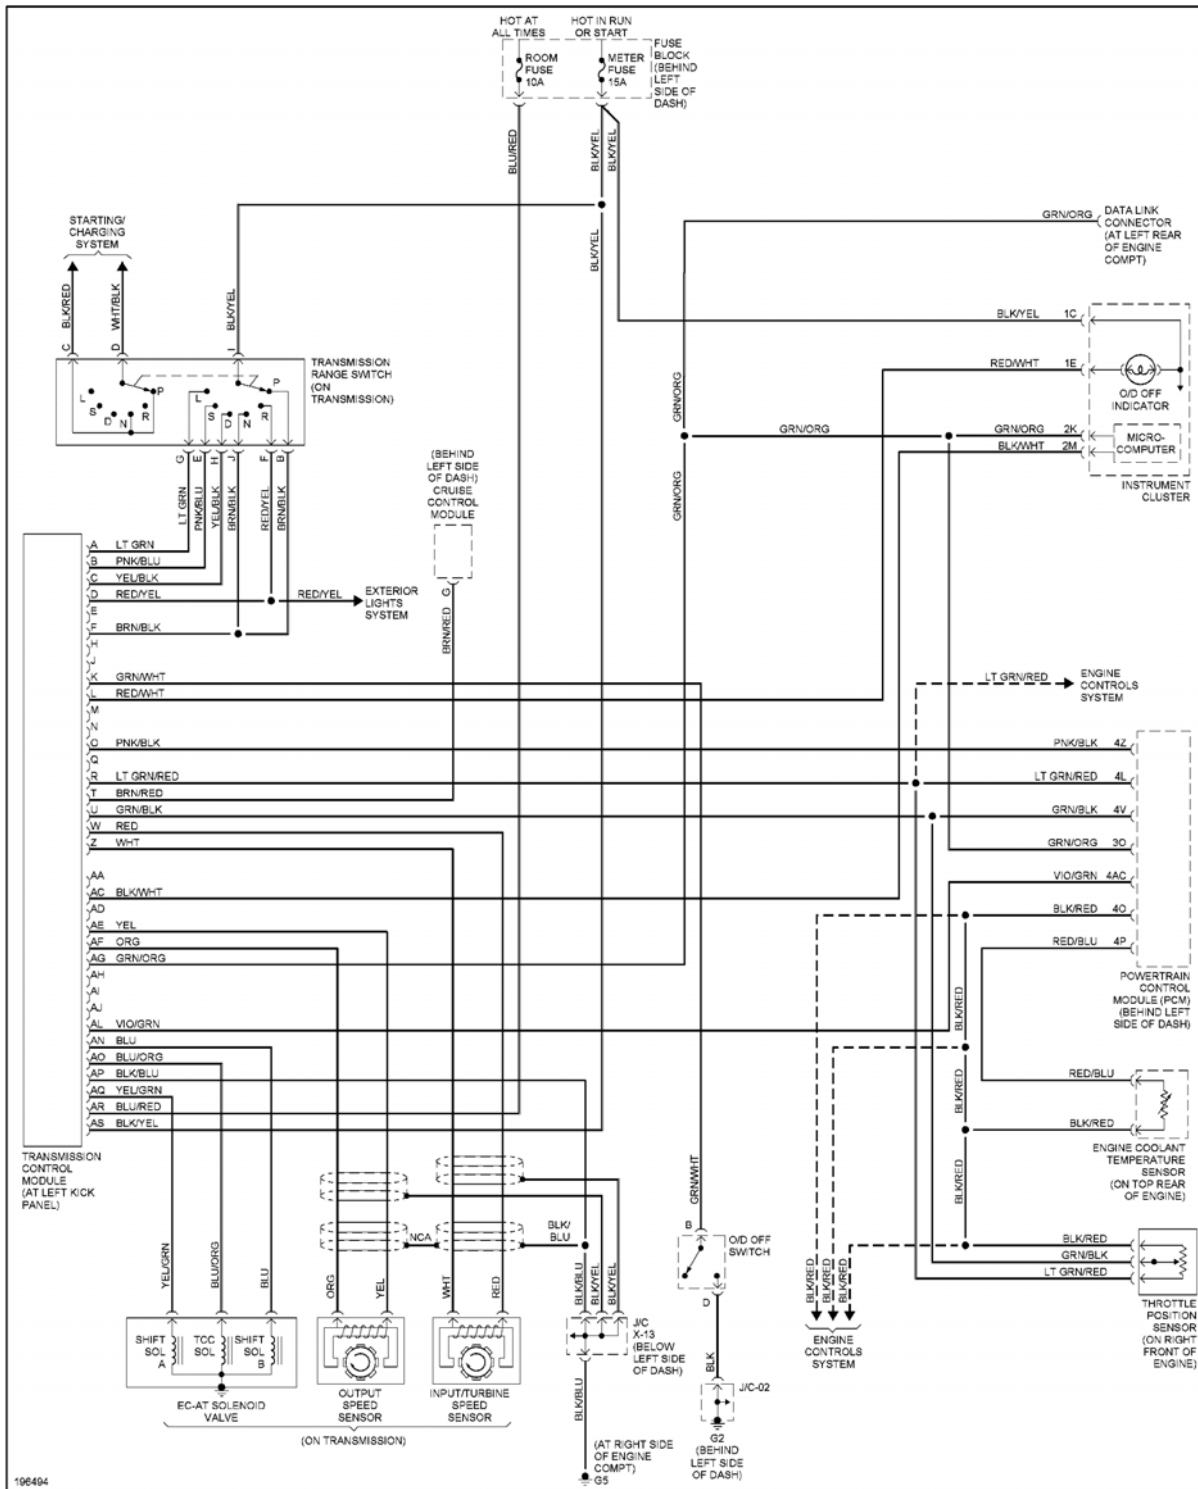 HOT AT
ALL TIMES
HOT IN RUN
OR START
ROOM
FUSE
10A
METER
FUSE
15A
FUSE
BLOCK
(BEHIND
LEFT
SIDE OF
DASH)
BLU/RED
BLK/YEL
BLK/YEL
BLK/YEL
STARTING/
CHARGING
SYSTEM
BLK/RED
WHT/BLK
BLK/YEL
C
D
I
TRANSMISSION
RANGE SWITCH
(ON
TRANSMISSION)
L
S
D
N
R
P
L
S
D
N
R
P
G
E
H
J
F
B
LT GRN
PNK/BLU
YEL/BLK
BRN/BLK
RED/YEL
BRN/BLK
(BEHIND
LEFT SIDE
OF DASH)
CRUISE
CONTROL
MODULE
G
BRN/RED
GRN/ORG
DATA LINK
CONNECTOR
(AT LEFT REAR
OF ENGINE
COMPT)
GRN/ORG
GRN/ORG
GRN/ORG
BLK/YEL 1C
RED/WHT 1E
O/D OFF
INDICATOR
GRN/ORG 2K
BLK/WHT 2M
MICRO-
COMPUTER
INSTRUMENT
CLUSTER
A LT GRN
B PNK/BLU
C YEL/BLK
D RED/YEL
E
F BRN/BLK
H
J
K GRN/WHT
L RED/WHT
M
N
O PNK/BLK
Q
R LT GRN/RED
T BRN/RED
U GRN/BLK
W RED
Z WHT
AA
AC BLK/WHT
AD
AE YEL
AF ORG
AG GRN/ORG
AH
AI
AJ
AL VIO/GRN
AN BLU
AO BLU/ORG
AP BLK/BLU
AQ YEL/GRN
AR BLU/RED
AS BLK/YEL
TRANSMISSION
CONTROL
MODULE
(AT LEFT KICK
PANEL)
RED/YEL
EXTERIOR
LIGHTS
SYSTEM
LT GRN/RED
ENGINE
CONTROLS
SYSTEM
PNK/BLK 4Z
LT GRN/RED 4L
GRN/BLK 4V
GRN/ORG 3O
VIO/GRN 4AC
BLK/RED 4O
RED/BLU 4P
POWERTRAIN
CONTROL
MODULE (PCM)
(BEHIND LEFT
SIDE OF DASH)
BLK/RED
BLK/RED
BLK/RED
RED/BLU
BLK/RED
ENGINE COOLANT
TEMPERATURE
SENSOR
(ON TOP REAR
OF ENGINE)
BLK/RED
GRN/BLK
LT GRN/RED
THROTTLE
POSITION
SENSOR
(ON RIGHT
FRONT OF
ENGINE)
BLK/RED
BLK/RED
BLK/RED
ENGINE
CONTROLS
SYSTEM
GRN/WHT
B
O/D OFF
SWITCH
D
BLK
J/C-02
G2
(BEHIND
LEFT SIDE
OF DASH)
NCA
BLK/
BLU
BLK/BLU
BLK/YEL
BLK/YEL
J/C
X-13
(BELOW
LEFT SIDE
OF DASH)
BLK/BLU
(AT RIGHT SIDE
OF ENGINE
COMPT)
G5
YEL/GRN
BLU/ORG
BLU
ORG
YEL
WHT
RED
SHIFT
SOL
A
TCC
SOL
SHIFT
SOL
B
EC-AT SOLENOID
VALVE
OUTPUT
SPEED
SENSOR
INPUT/TURBINE
SPEED
SENSOR
(ON TRANSMISSION)
196494